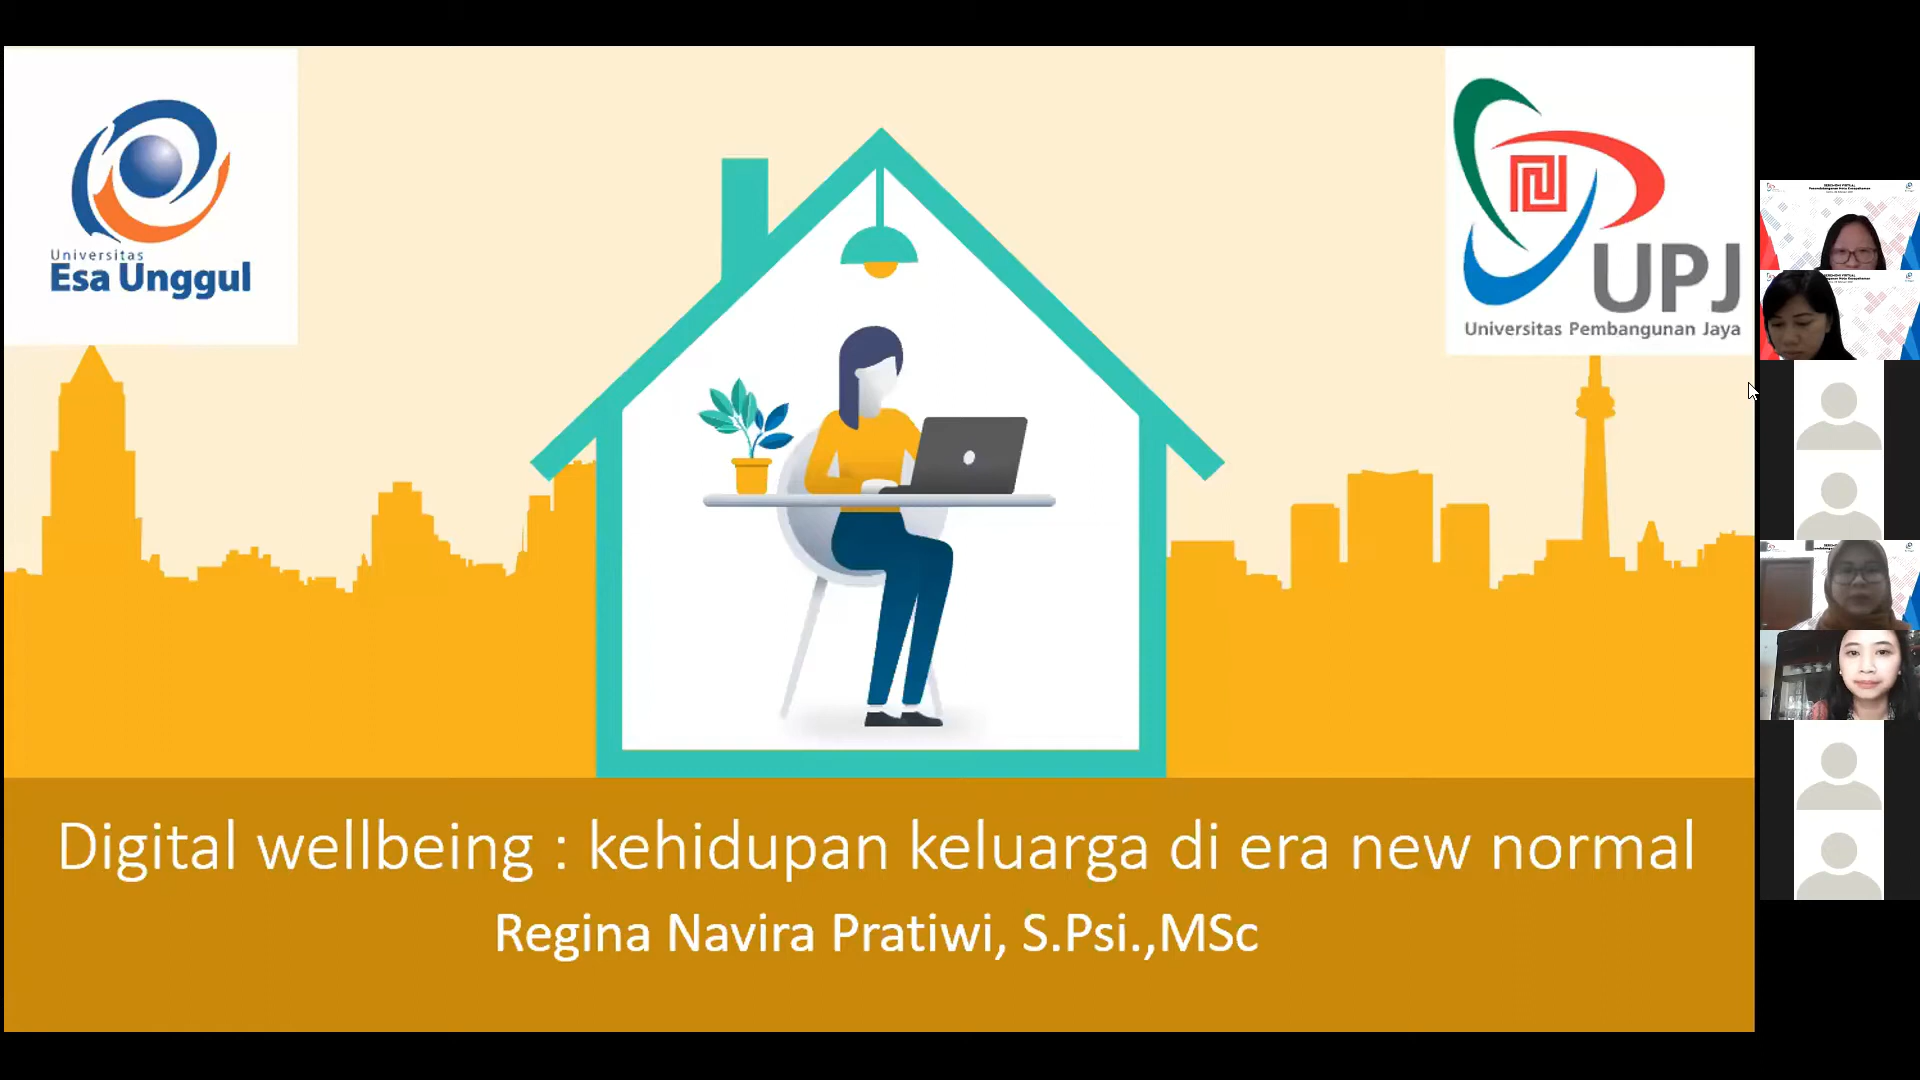 Universitas
Esa Unggul
UPJ
Universitas Pembangunan Jaya
Digital wellbeing : kehidupan keluarga di era new normal
Regina Navira Pratiwi, S.Psi.,MSc